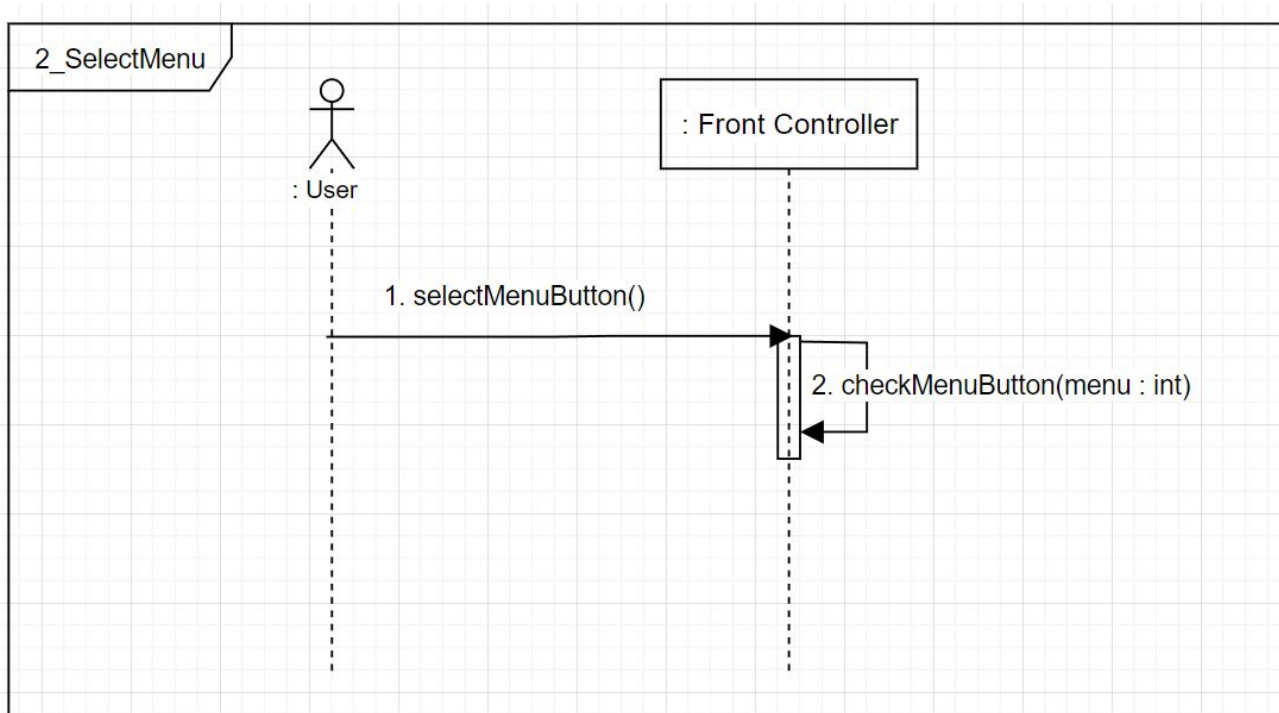 2_SelectMenu
: User
: Front Controller
1. selectMenuButton()
2. checkMenuButton(menu : int)